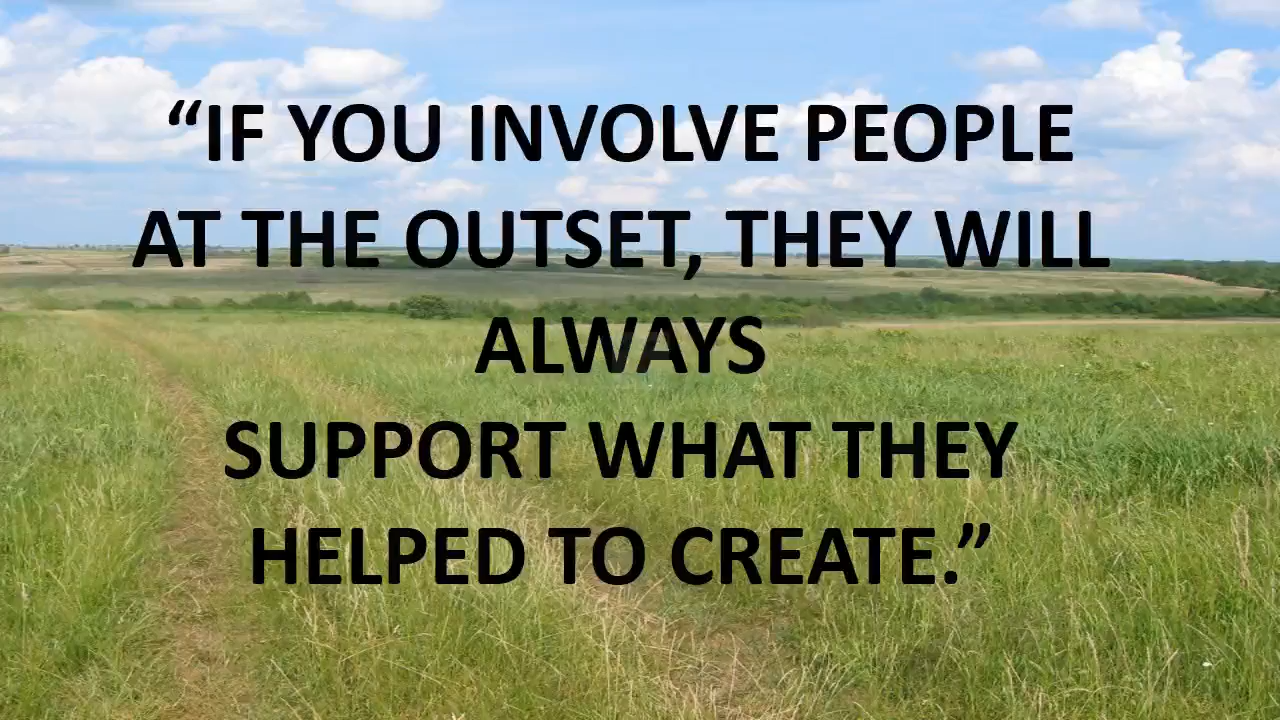 “IF YOU INVOLVE PEOPLE
AT THE OUTSET, THEY WILL
ALWAYS
SUPPORT WHAT THEY
HELPED TO CREATE.”